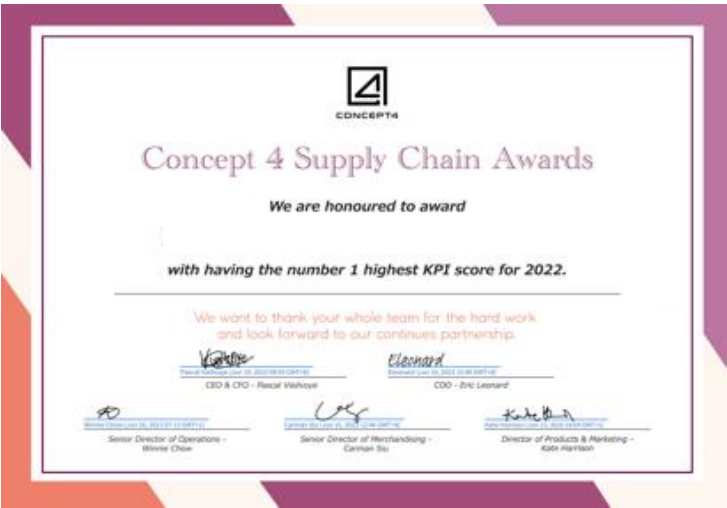 CONCEPT4
Concept 4 Supply Chain Awards
We are honoured to award
with having the number 1 highest KPI score for 2022.
We want to thank your whole team for the hard work
and look forward to our continues partnership.
Eleonard
CEO & CFO - Pascal
COO - Eric Leonard
Senior Director of Operations -
Winnie Chow
Senior Director of Merchandising -
Carman Siu
Director of Products & Marketing -
Kate Harrison